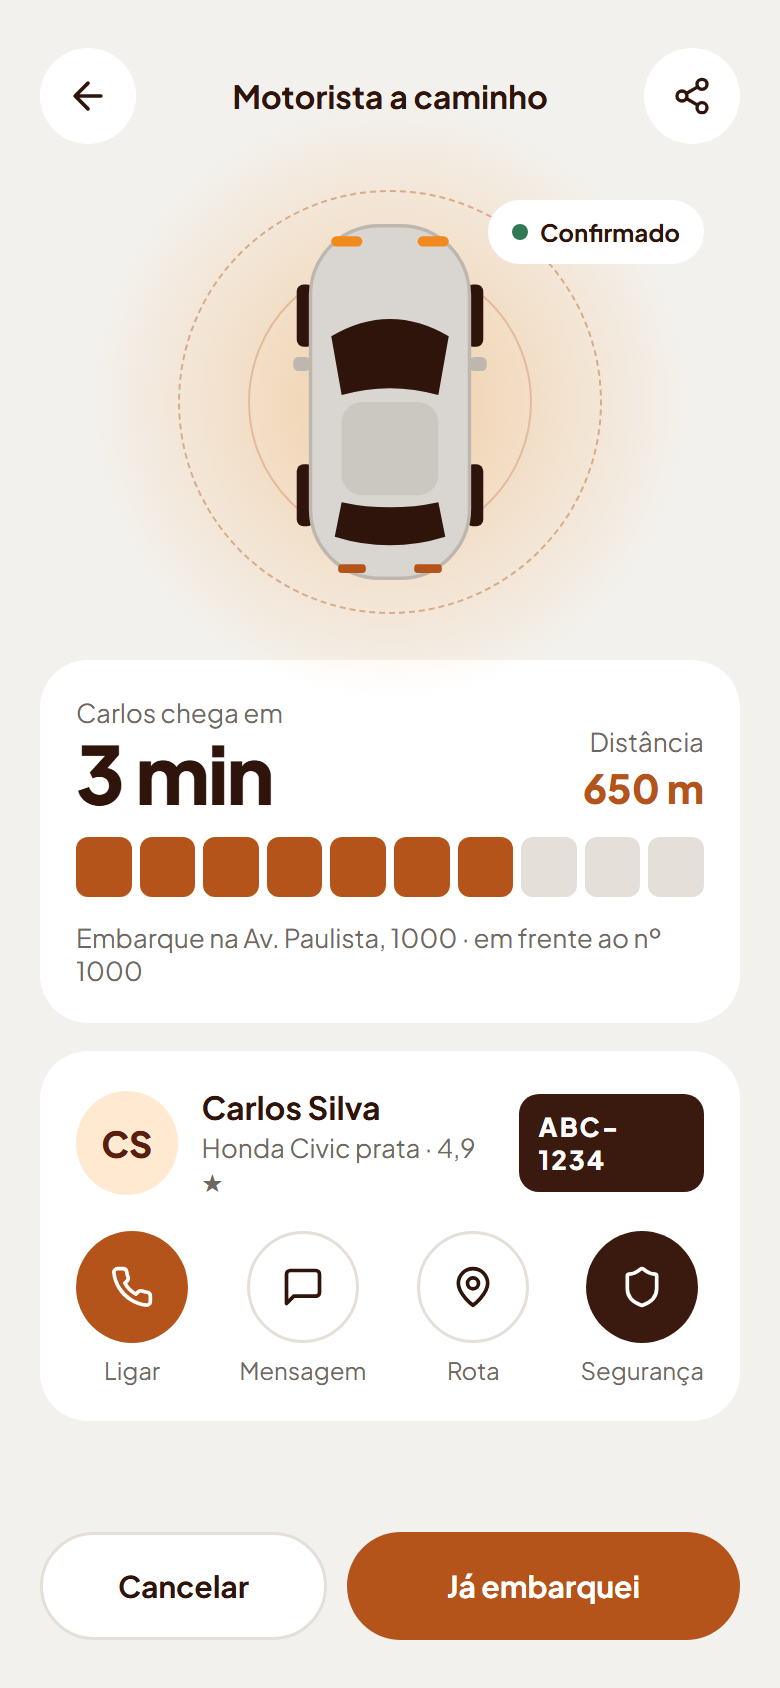 Motorista a caminho
Confirmado
Carlos chega em
3 min
Distância
650 m
Embarque na Av. Paulista, 1000 · em frente ao nº
1000
CS
Carlos Silva
Honda Civic prata · 4,9
★
ABC-
1234
Ligar
Mensagem
Rota
Segurança
Cancelar
Já embarquei